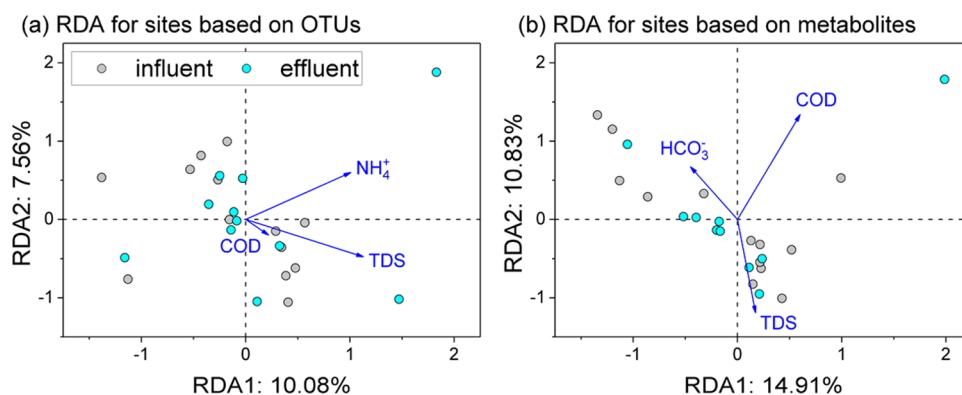 (a) RDA for sites based on OTUs
influent effluent
2
1
0
-1
RDA2: 7.56%
NH₄⁺
COD
TDS
-1 0 1 2
RDA1: 10.08%
(b) RDA for sites based on metabolites
2
1
0
-1
RDA2: 10.83%
COD
HCO₃⁻
TDS
-1 0 1 2
RDA1: 14.91%